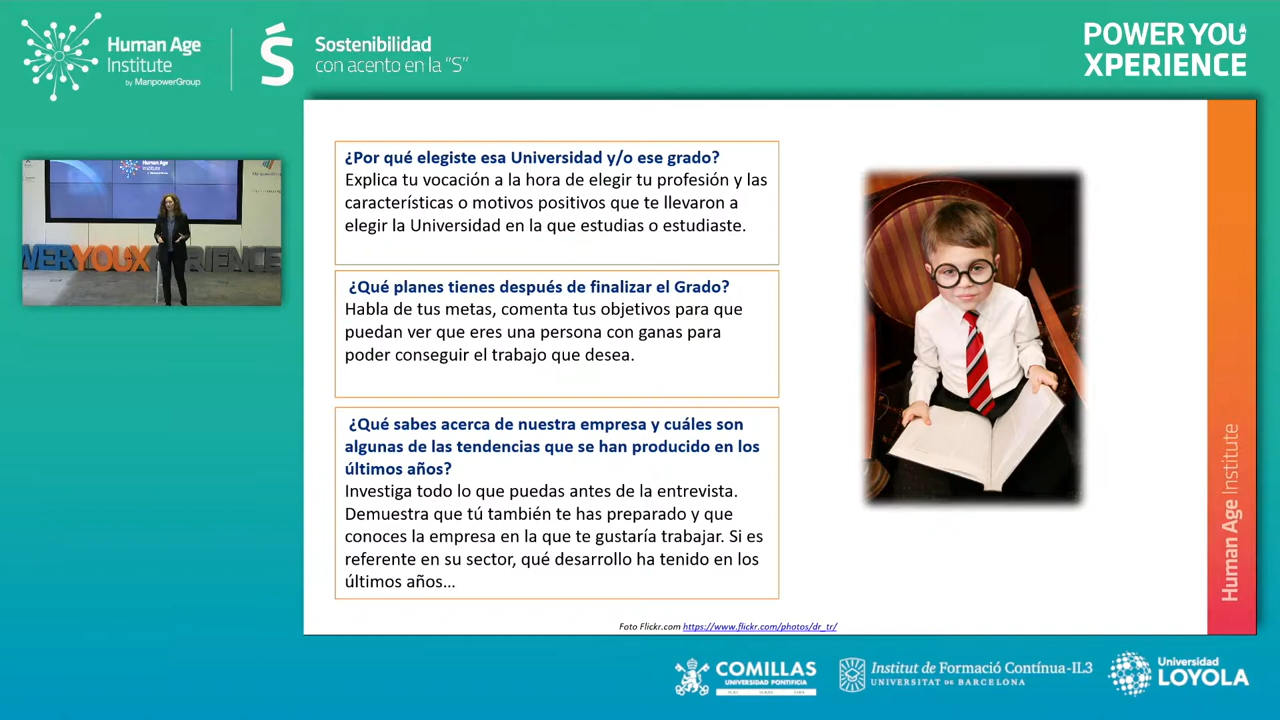 Human Age
Institute
by ManpowerGroup
Ś
Sostenibilidad
con acento en la "S"
POWER YOU
XPERIENCE
Human Age
Institute
WERYOUXPERIENCE
¿Por qué elegiste esa Universidad y/o ese grado?
Explica tu vocación a la hora de elegir tu profesión y las
características o motivos positivos que te llevaron a
elegir la Universidad en la que estudias o estudiaste.
¿Qué planes tienes después de finalizar el Grado?
Habla de tus metas, comenta tus objetivos para que
puedan ver que eres una persona con ganas para
poder conseguir el trabajo que desea.
¿Qué sabes acerca de nuestra empresa y cuáles son
algunas de las tendencias que se han producido en los
últimos años?
Investiga todo lo que puedas antes de la entrevista.
Demuestra que tú también te has preparado y que
conoces la empresa en la que te gustaría trabajar. Si es
referente en su sector, qué desarrollo ha tenido en los
últimos años...
Foto Flickr.com https://www.flickr.com/photos/dr_tr/
Human Age Institute
COMILLAS
UNIVERSIDAD PONTIFICIA
Institut de Formació Contínua-IL3
UNIVERSITAT DE BARCELONA
Universidad
LOYOLA